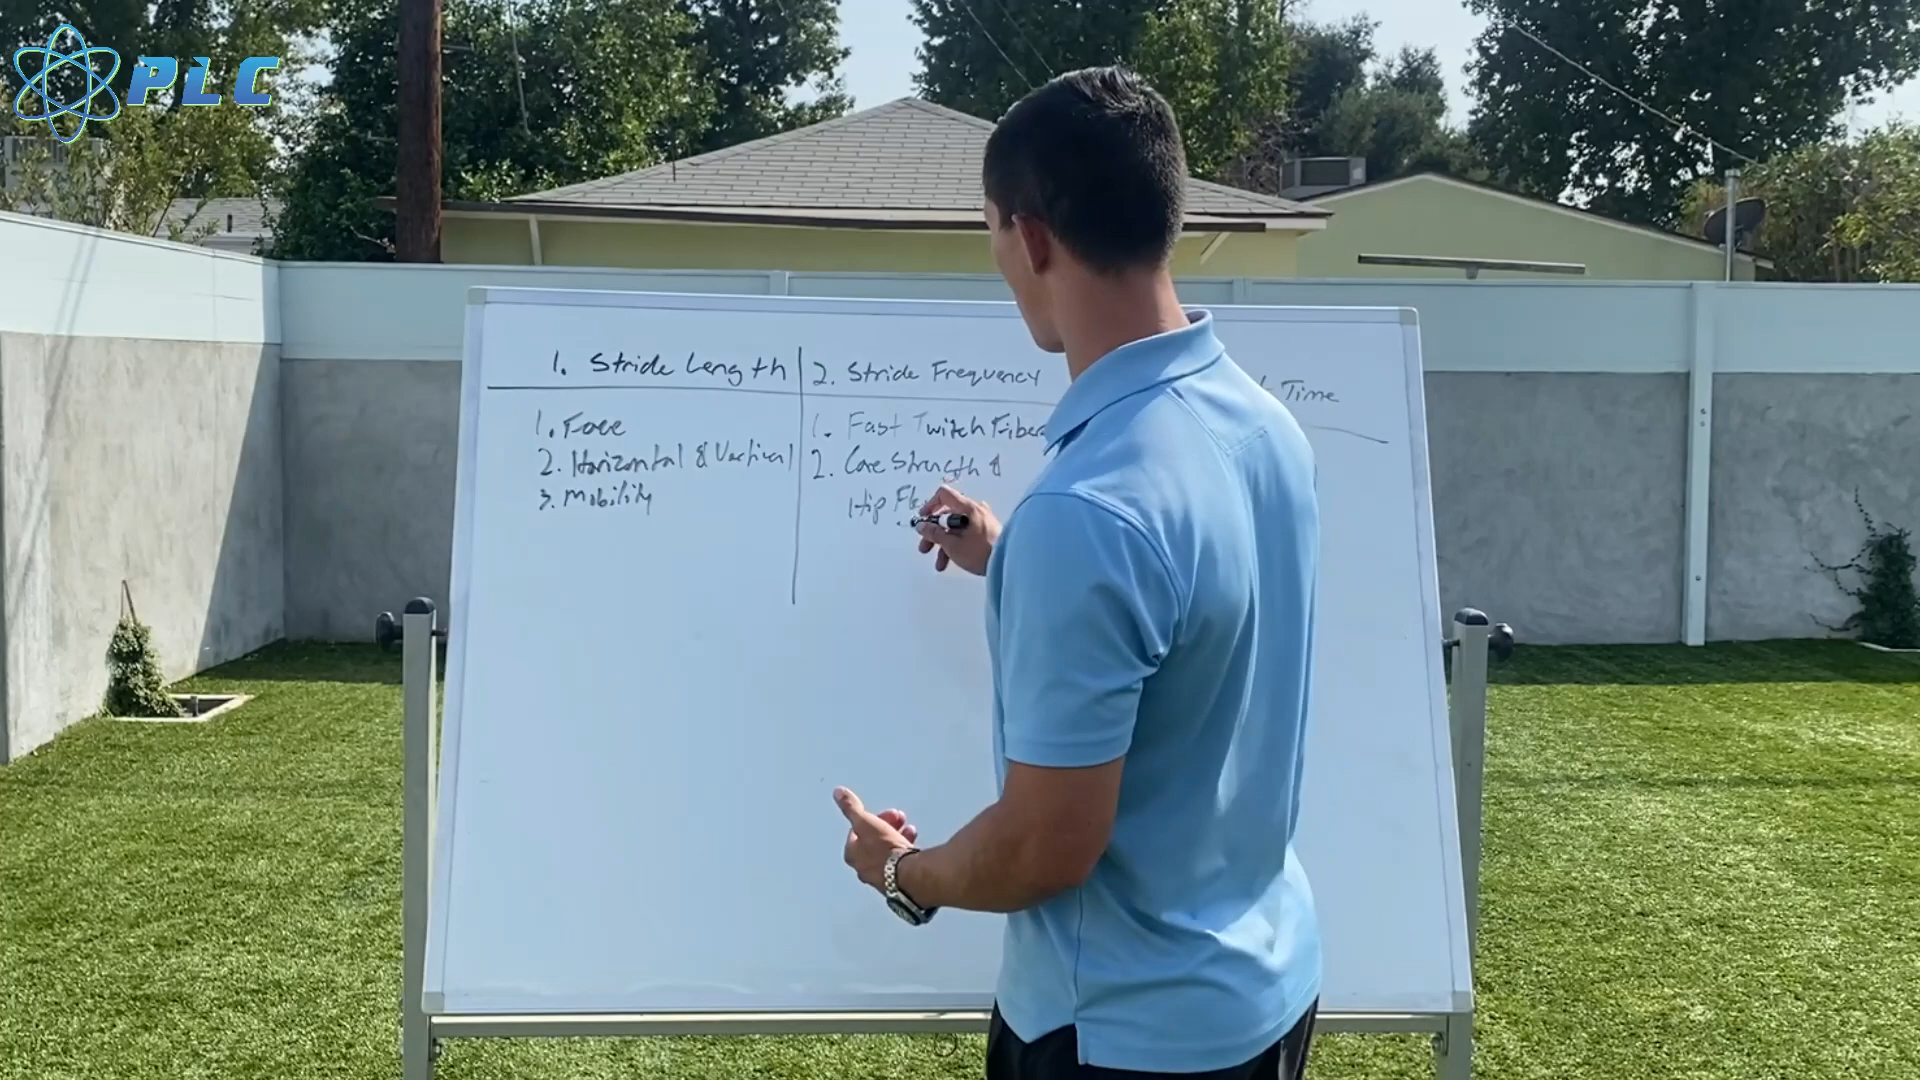 PLC
1. Stride Length
2. Stride Frequency
Time
1. Force
2. Horizontal & Vertical
3. Mobility
1. Fast Twitch Fibers
2. Core Strength &
Hip